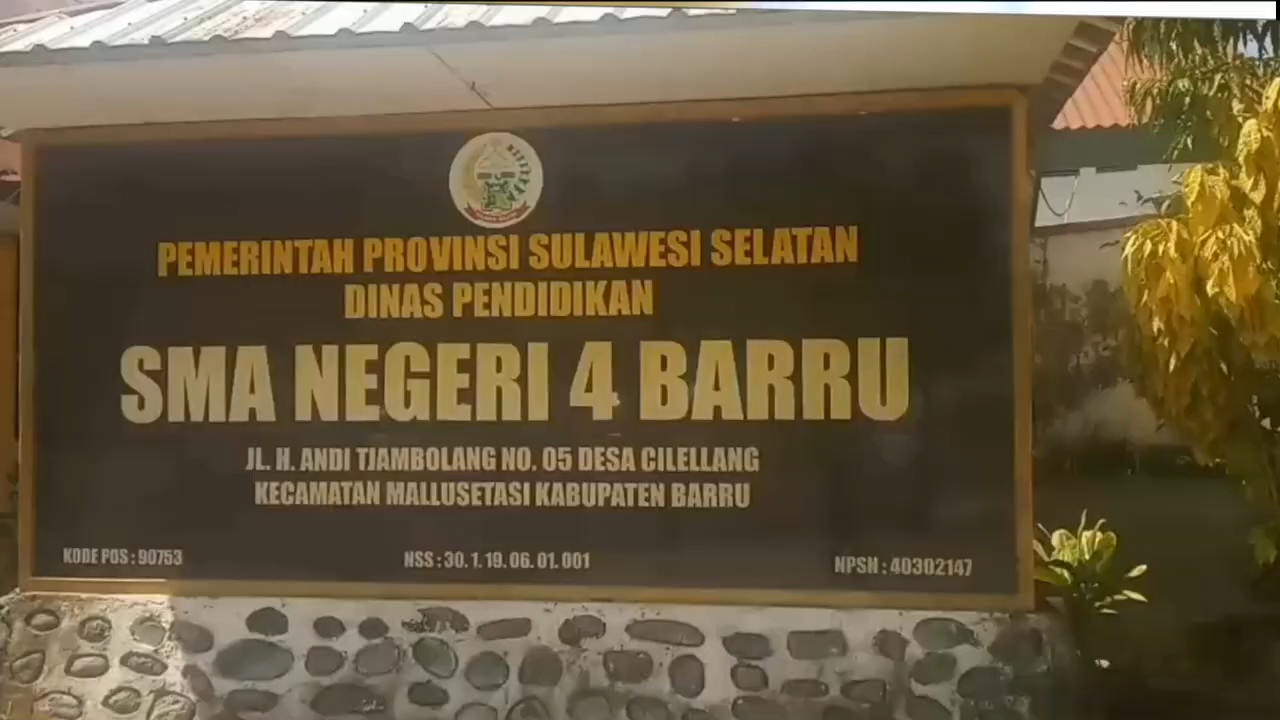 PEMERINTAH PROVINSI SULAWESI SELATAN
DINAS PENDIDIKAN
SMA NEGERI 4 BARRU
JL. H. ANDI TJAMBOLANG NO. 05 DESA CILELLANG
KECAMATAN MALLUSETASI KABUPATEN BARRU
KODE POS : 90753 NSS : 30. 1. 19. 06. 01. 001 NPSN : 40302147